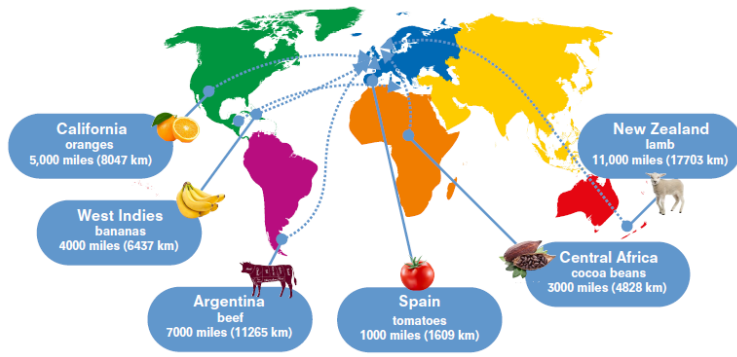 California
oranges
5,000 miles (8047 km)
New Zealand
lamb
11,000 miles (17703 km)
West Indies
bananas
4000 miles (6437 km)
Central Africa
cocoa beans
3000 miles (4828 km)
Argentina
beef
7000 miles (11265 km)
Spain
tomatoes
1000 miles (1609 km)